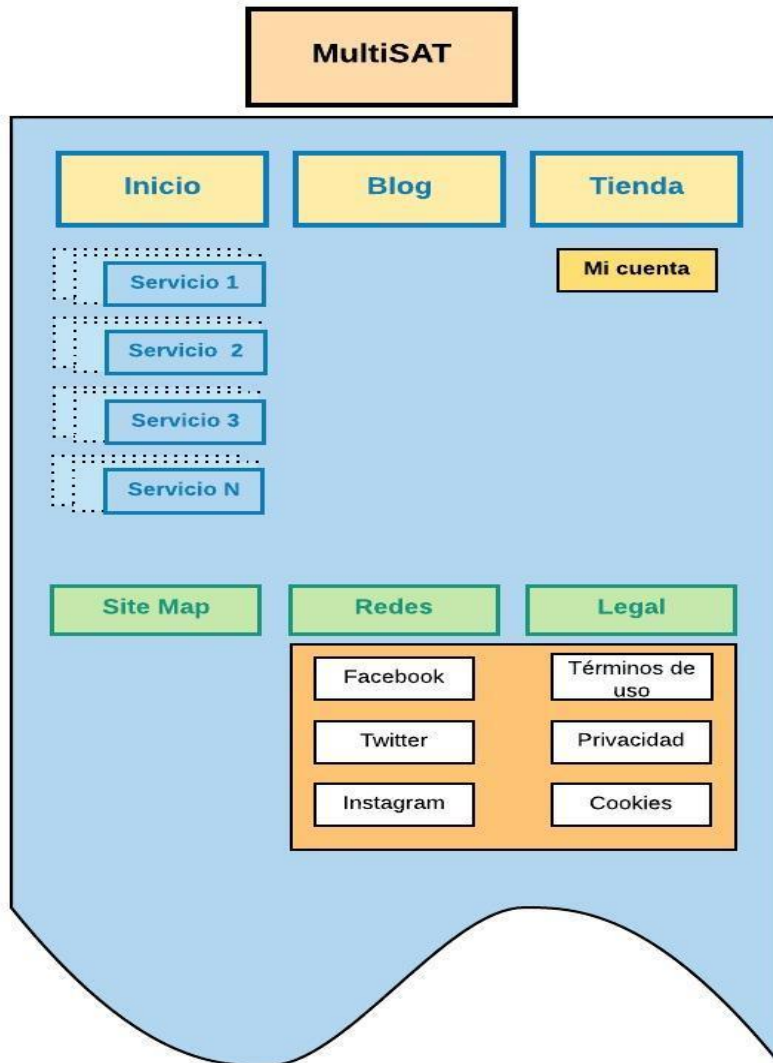 MultiSAT
Inicio
Blog
Tienda
Servicio 1
Mi cuenta
Servicio 2
Servicio 3
Servicio N
Site Map
Redes
Legal
Facebook
Términos de
uso
Twitter
Privacidad
Instagram
Cookies